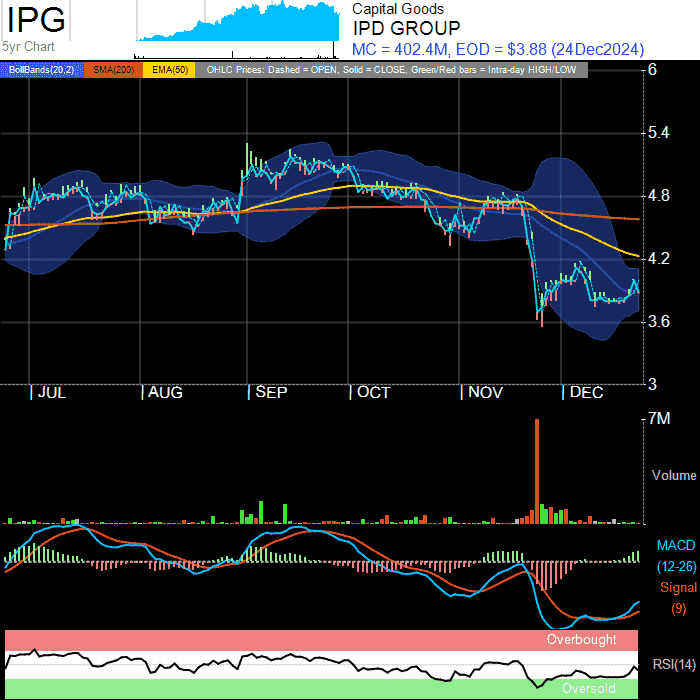 IPG
5yr Chart
Capital Goods
IPD GROUP
MC = 402.4M, EOD = $3.88 (24Dec2024)
BollBands(20,2) SMA(200) EMA(50) OHLC Prices: Dashed = OPEN, Solid = CLOSE, Green/Red bars = Intra-day HIGH/LOW
6
5.4
4.8
4.2
3.6
3
| JUL | AUG | SEP | OCT | NOV | DEC
7M
Volume
MACD
(12-26)
Signal
(9)
Overbought
RSI(14)
Oversold